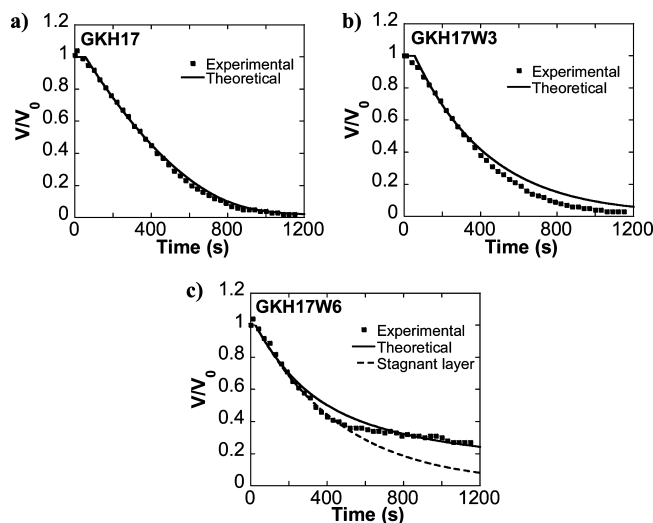 a)
GKH17
Experimental
Theoretical
V/V0
1.2
1
0.8
0.6
0.4
0.2
0
0 400 800 1200
Time (s)
b)
GKH17W3
Experimental
Theoretical
V/V0
1.2
1
0.8
0.6
0.4
0.2
0
0 400 800 1200
Time (s)
c)
GKH17W6
Experimental
Theoretical
Stagnant layer
V/V0
1.2
1
0.8
0.6
0.4
0.2
0
0 400 800 1200
Time (s)